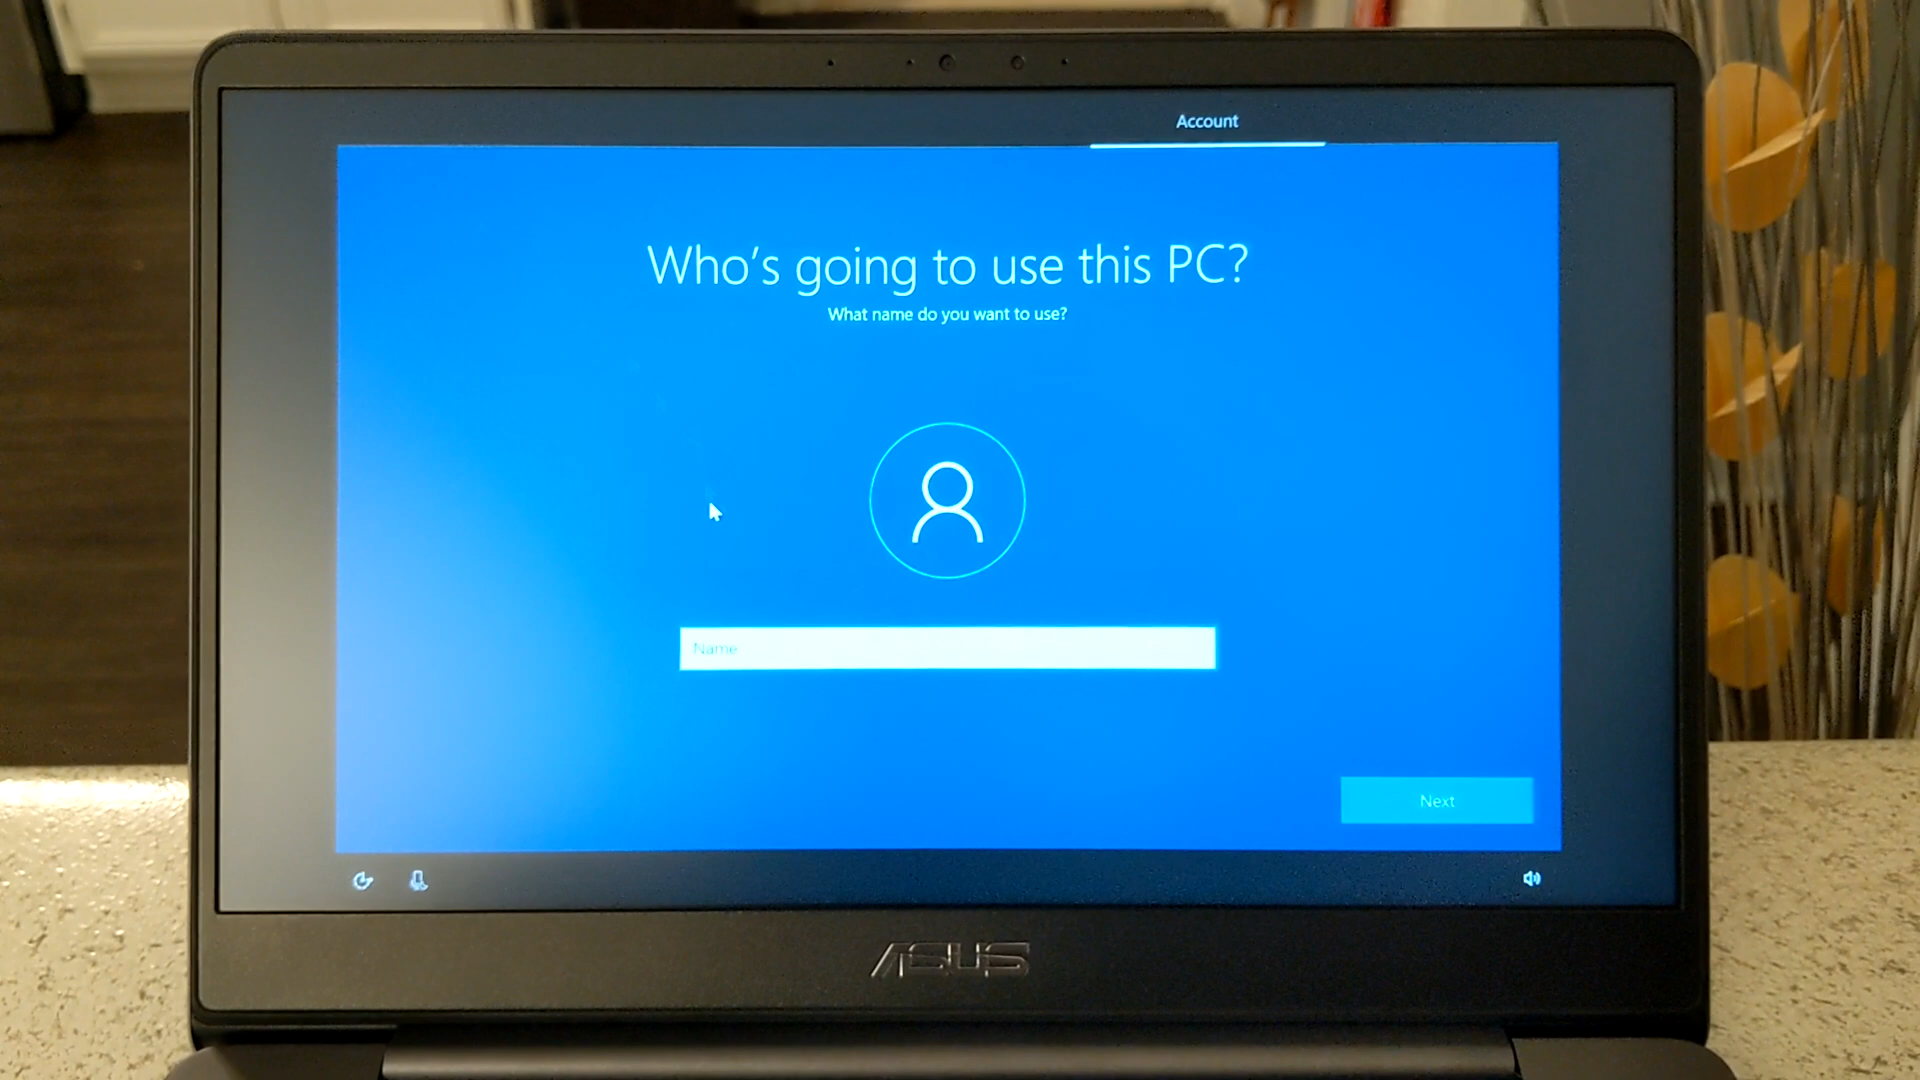 Account
Who's going to use this PC?
What name do you want to use?
Name
Next
ASUS